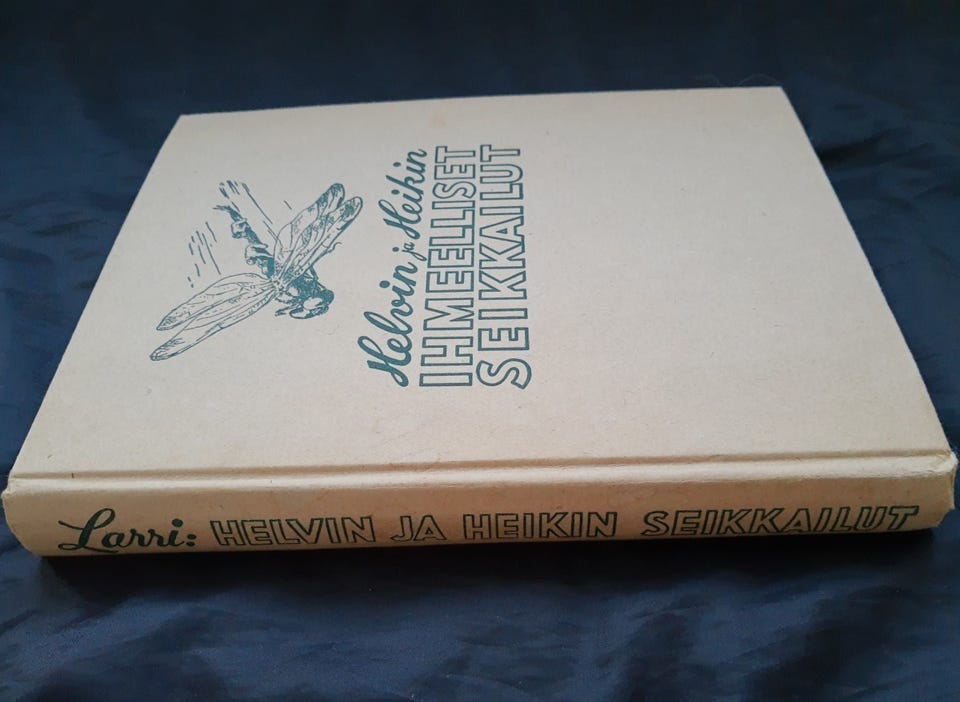 Helvin ja Heikin
IHMEELLISET
SEIKKAILUT
Larri: HELVIN JA HEIKIN SEIKKAILUT